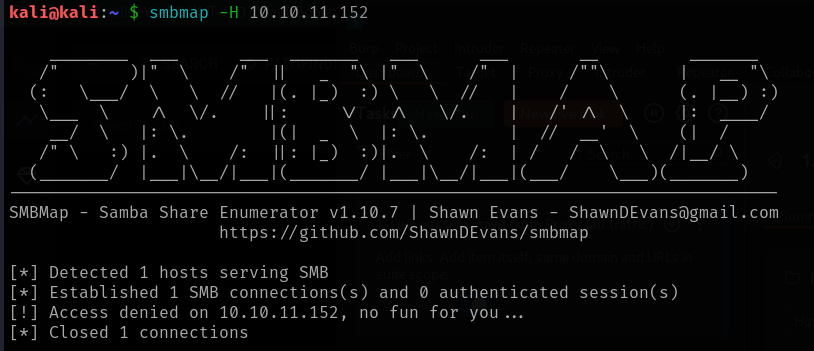 kali@kali:~ $ smbmap -H 10.10.11.152
SMBMAP
SMBMap - Samba Share Enumerator v1.10.7 | Shawn Evans - ShawnDEvans@gmail.com
https://github.com/ShawnDEvans/smbmap
[*] Detected 1 hosts serving SMB
[*] Established 1 SMB connections(s) and 0 authenticated session(s)
[!] Access denied on 10.10.11.152, no fun for you...
[*] Closed 1 connections